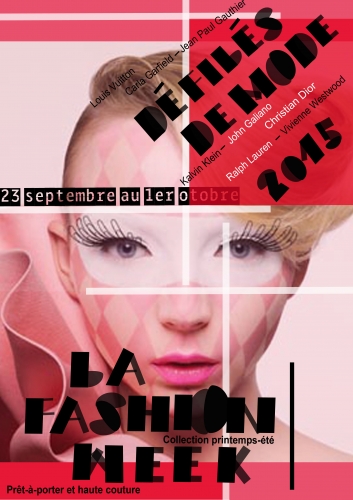 Louis Vuitton
Carla Garfield – Jean Paul Gauthier
DÉFILÉS
DE MODE
2015
Kalvin Klein – John Galiano
Christian Dior
Ralph Lauren – Vivienne Westwood
23 septembre au 1er octobre
LA
FASHION
WEEK
Collection printemps-été
Prêt-à-porter et haute couture